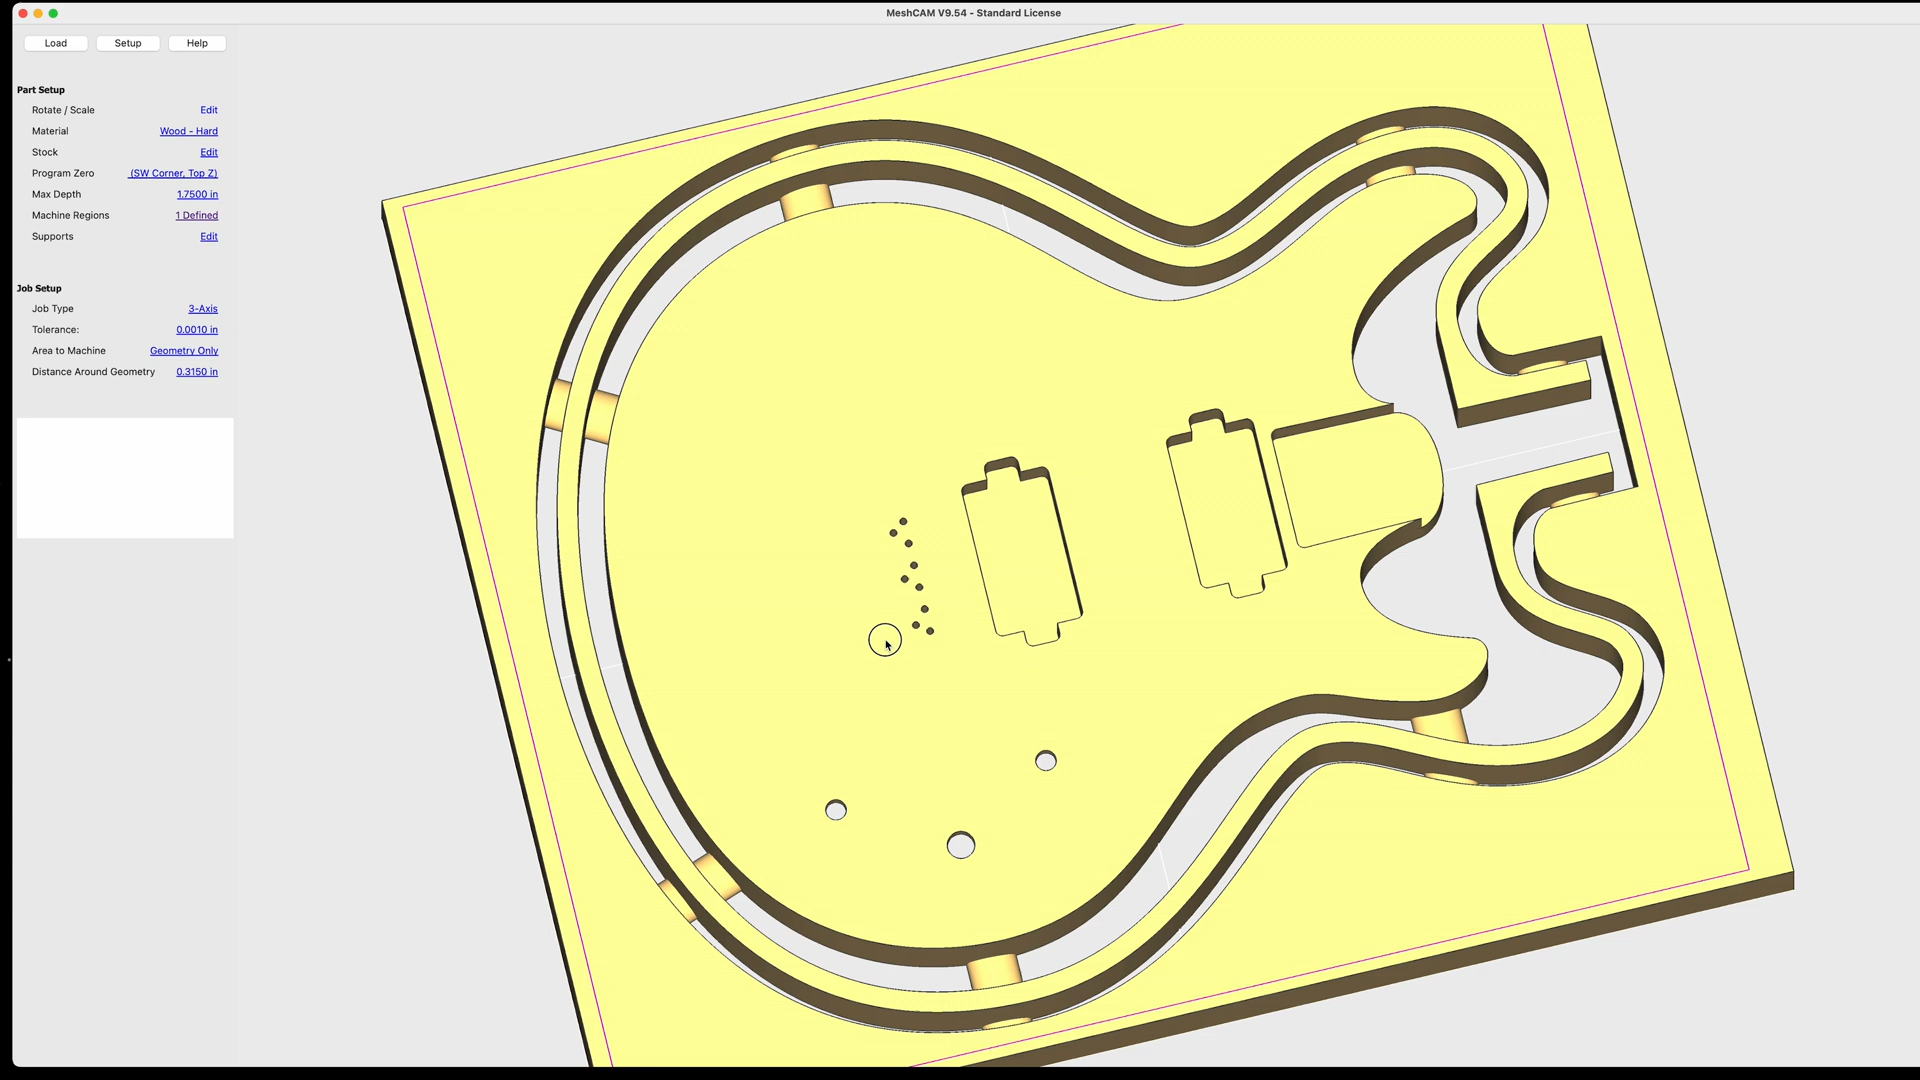 MeshCAM V9.54 - Standard License
Load Setup Help
Part Setup
Rotate / Scale Edit
Material Wood - Hard
Stock Edit
Program Zero (SW Corner, Top Z)
Max Depth 1.7500 in
Machine Regions 1 Defined
Supports Edit
Job Setup
Job Type 3-Axis
Tolerance: 0.0010 in
Area to Machine Geometry Only
Distance Around Geometry 0.3150 in